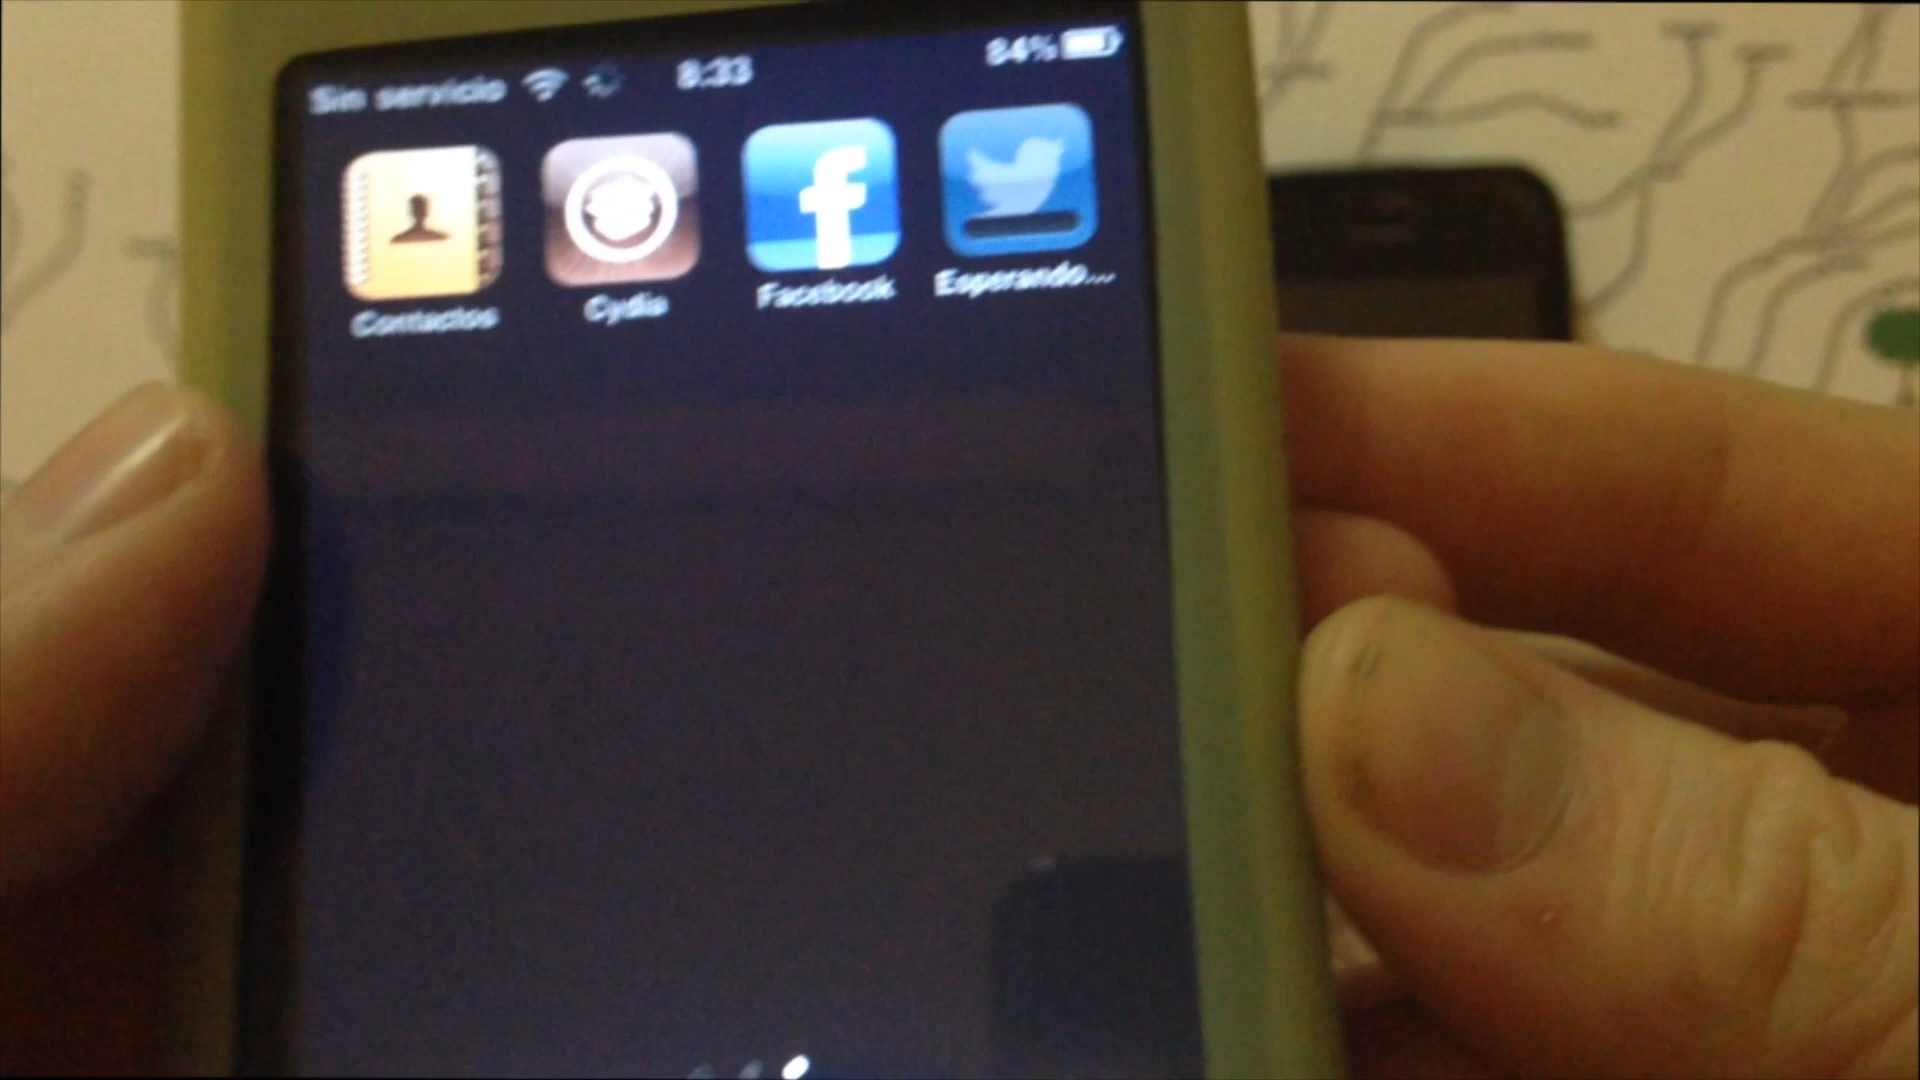 Sin servicio 8:33 84%
Contactos Cydia Facebook Esperando...